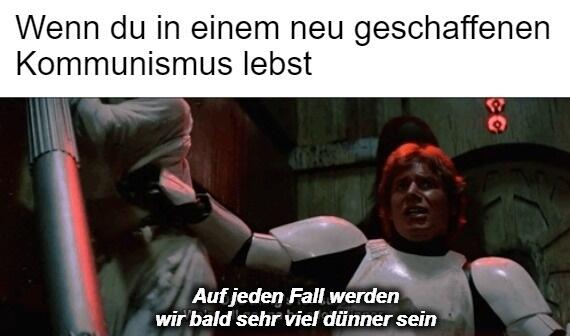 Wenn du in einem neu geschaffenen
Kommunismus lebst
Auf jeden Fall werden
wir bald sehr viel dünner sein